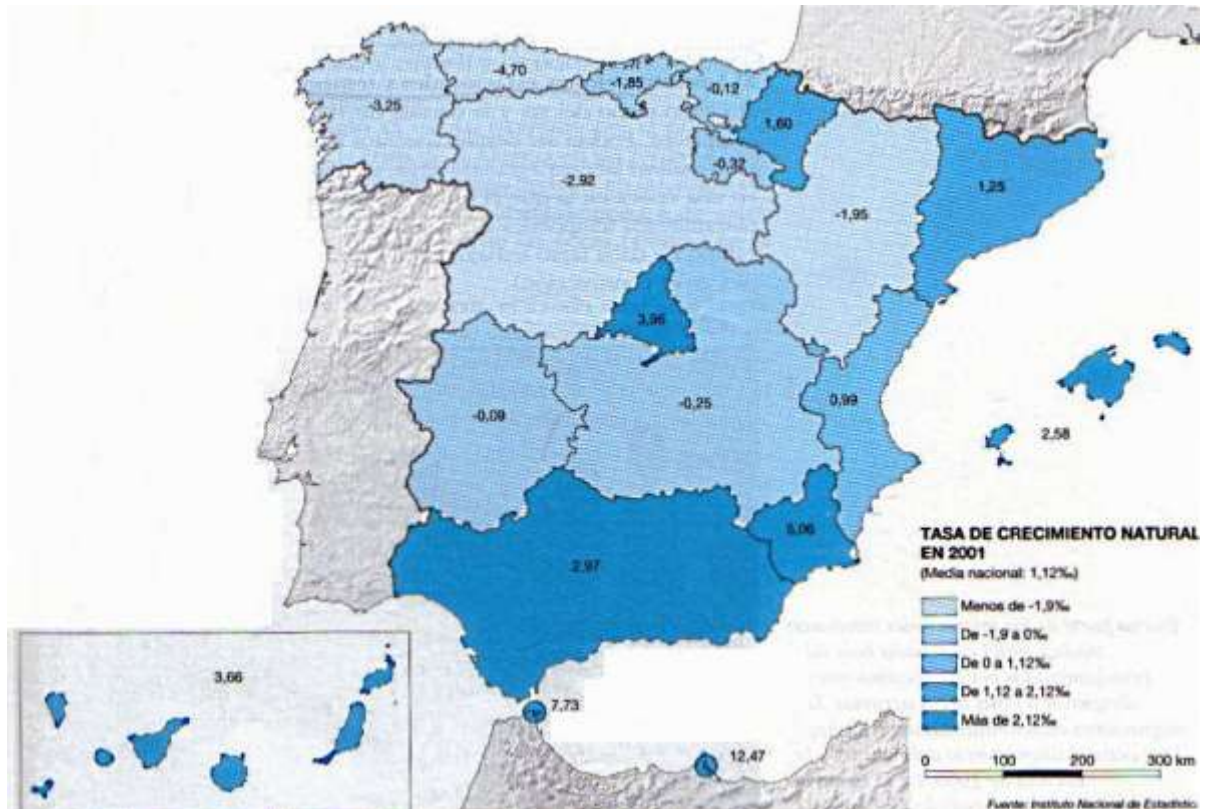 -4,70
-1,85
-0,12
-3,25
1,60
-0,32
-2,92
1,25
-1,95
3,96
0,99
-0,09
-0,25
2,58
5,06
2,97
3,66
7,73
12,47
TASA DE CRECIMIENTO NATURAL
EN 2001
(Media nacional: 1,12‰)
Menos de -1,9‰
De -1,9 a 0‰
De 0 a 1,12‰
De 1,12 a 2,12‰
Más de 2,12‰
0 100 200 300 km
Fuente: Instituto Nacional de Estadístic